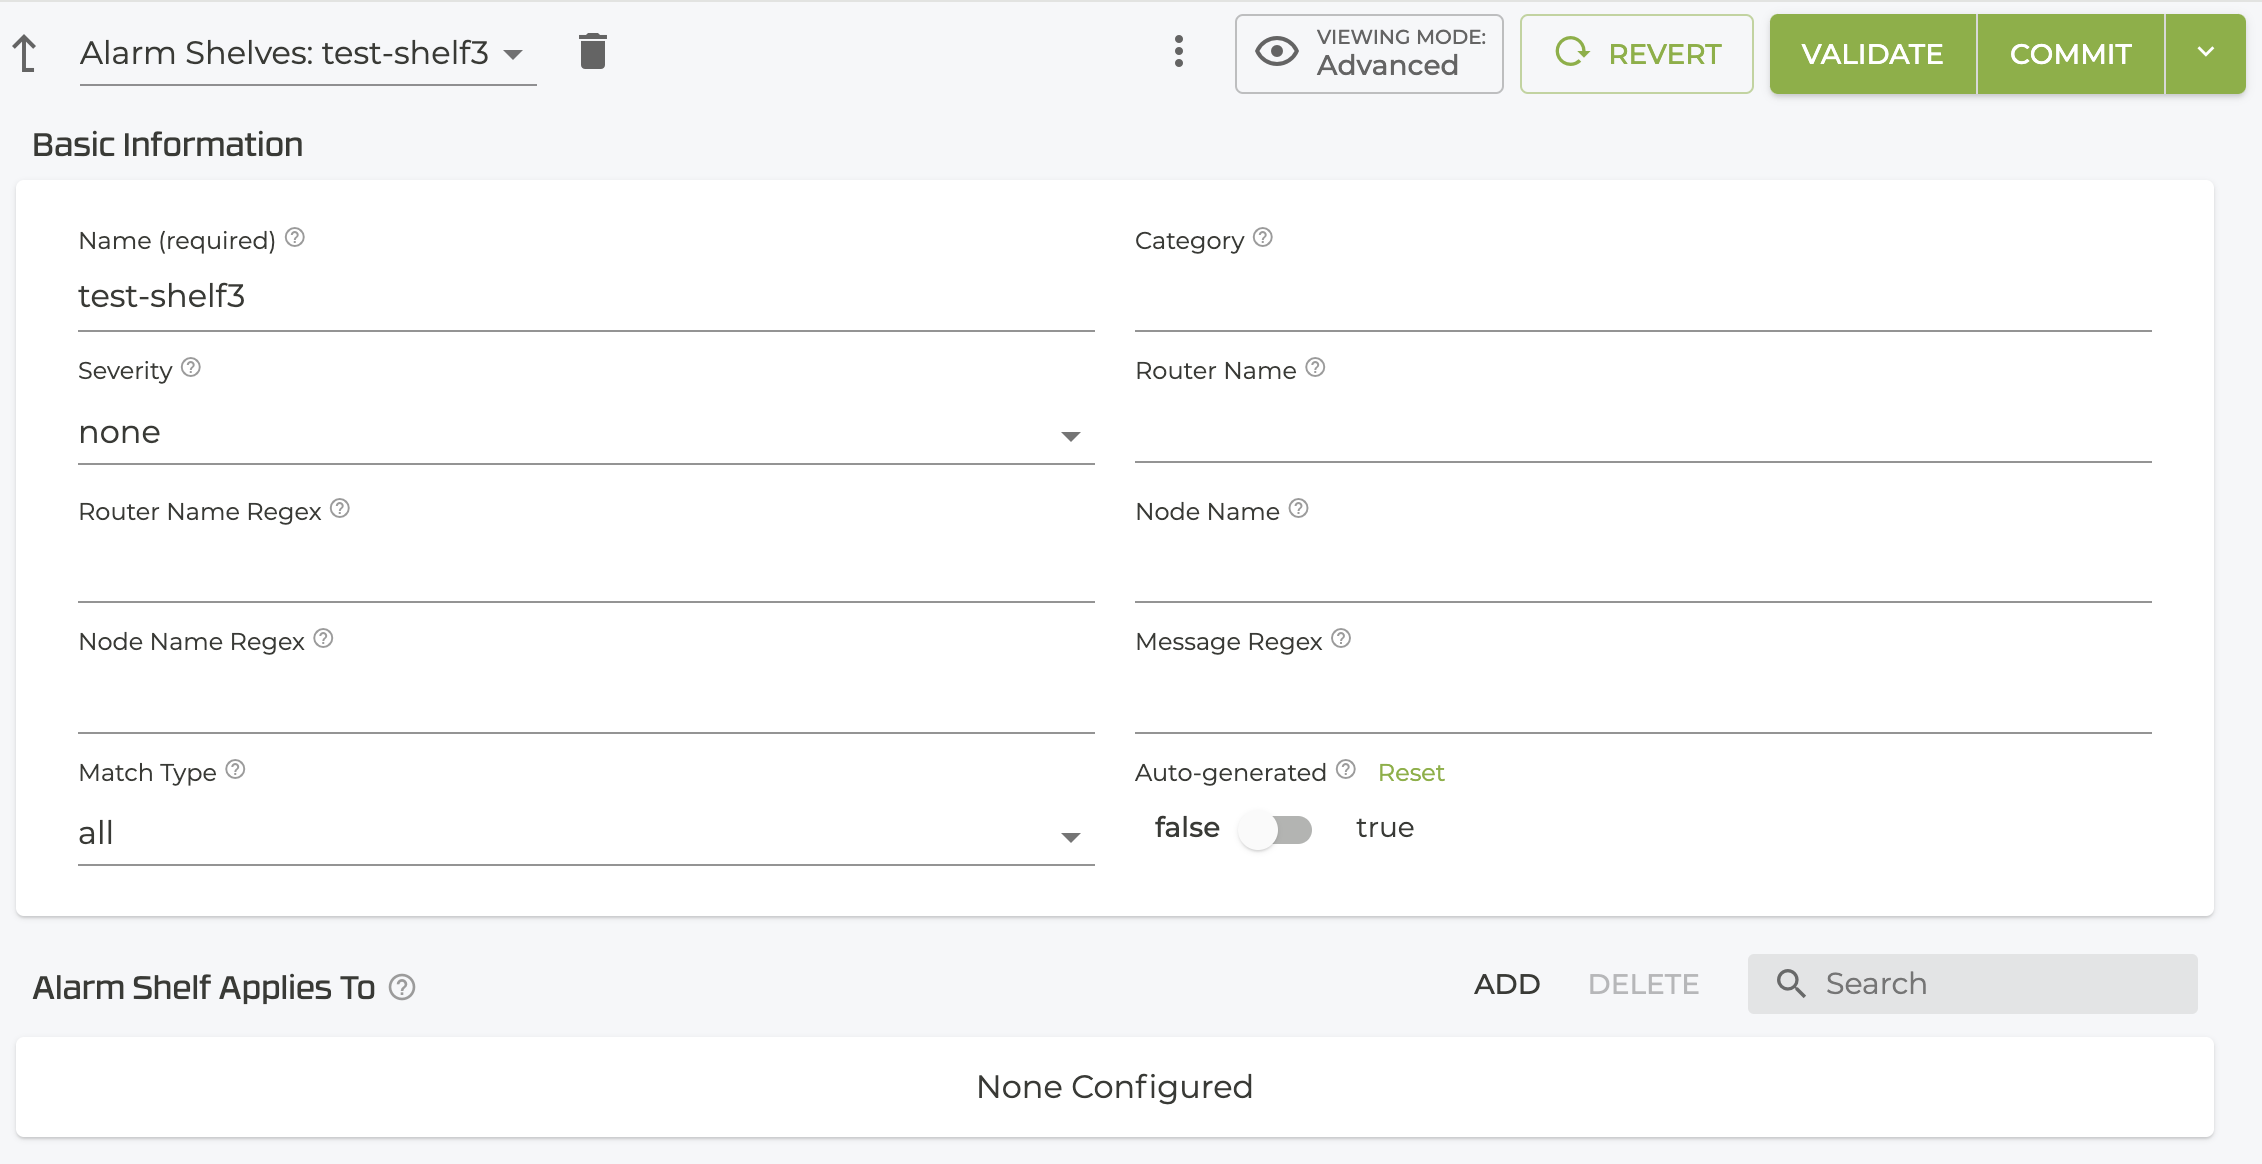 Alarm Shelves: test-shelf3
VIEWING MODE:
Advanced
REVERT
VALIDATE
COMMIT
Basic Information
Name (required)
test-shelf3
Category
Severity
none
Router Name
Router Name Regex
Node Name
Node Name Regex
Message Regex
Match Type
all
Auto-generated Reset
false true
Alarm Shelf Applies To
ADD
DELETE
Search
None Configured